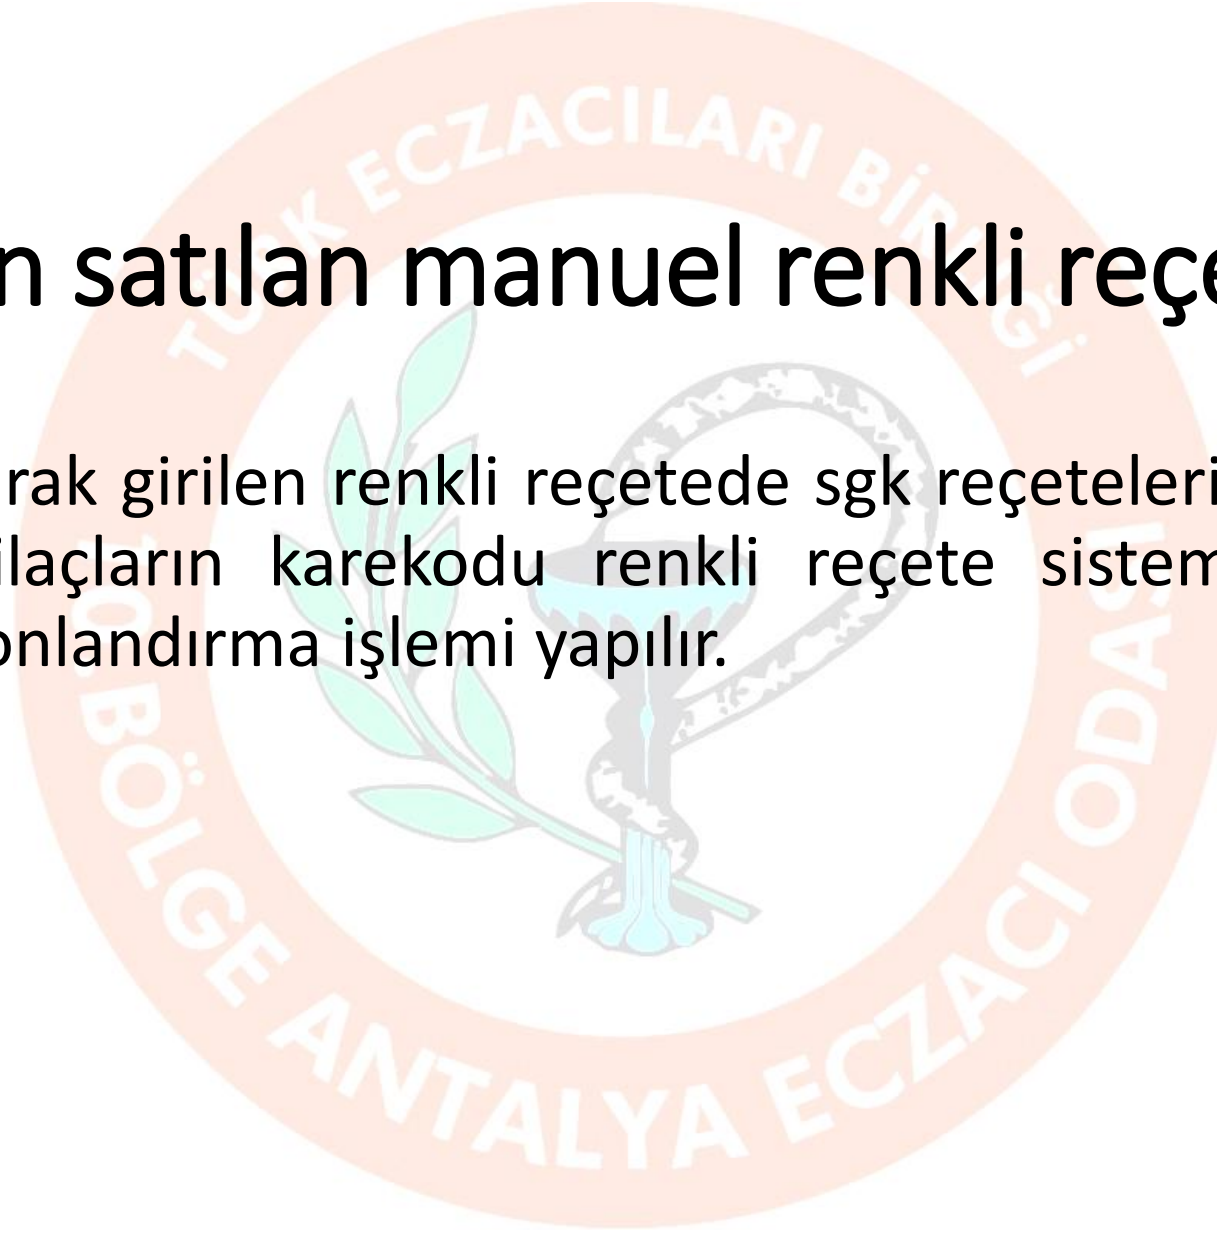 n satılan manuel renkli reçe
rak girilen renkli reçetede sgk reçeteleri
ilaçların karekodu renkli reçete sistem
onlandırma işlemi yapılır.
TÜRK ECZACILARI BİRLİĞİ
BÖLGE ANTALYA ECZACI ODASI